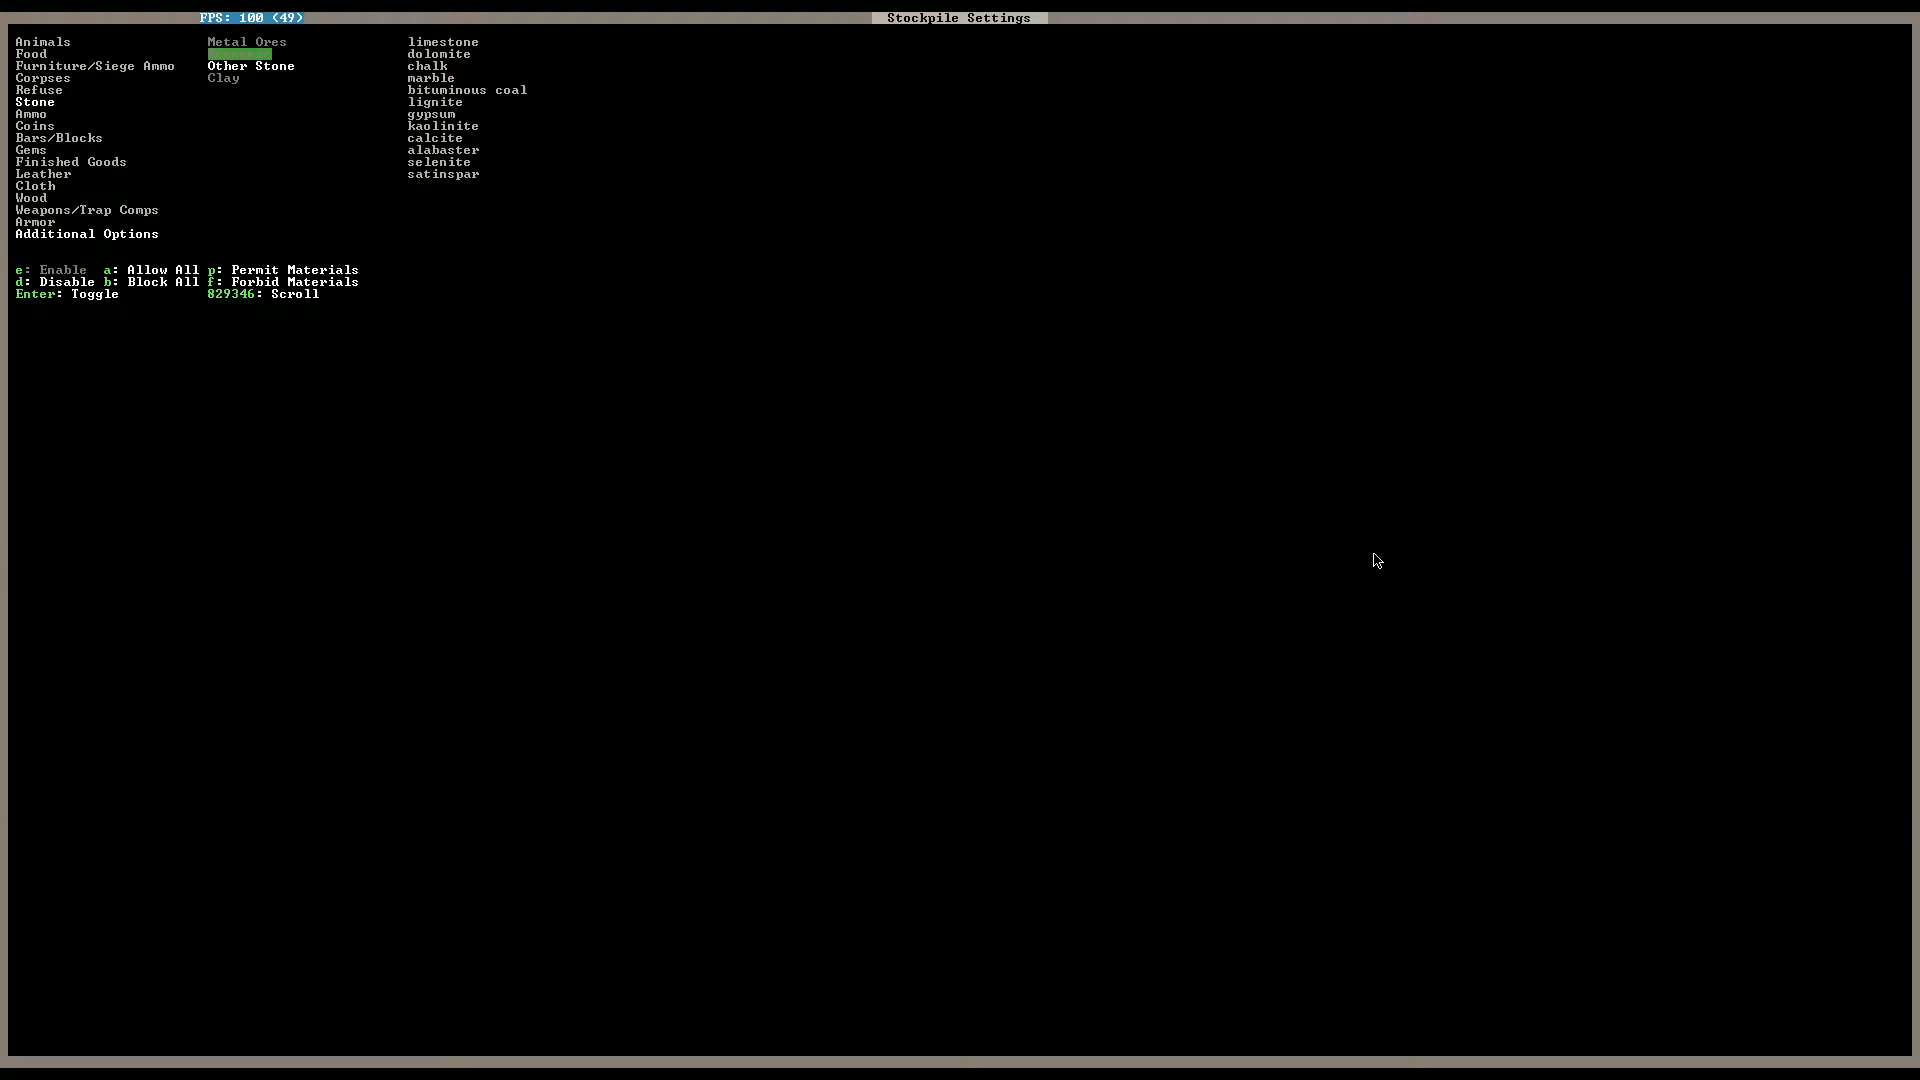 FPS: 100 (49)
Stockpile Settings
Animals
Food
Furniture/Siege Ammo
Corpses
Refuse
Stone
Ammo
Coins
Bars/Blocks
Gems
Finished Goods
Leather
Cloth
Wood
Weapons/Trap Comps
Armor
Additional Options
Metal Ores
Other Stone
Clay
limestone
dolomite
chalk
marble
bituminous coal
lignite
gypsum
kaolinite
calcite
alabaster
selenite
satinspar
e: Enable a: Allow All p: Permit Materials
d: Disable b: Block All f: Forbid Materials
Enter: Toggle 829346: Scroll